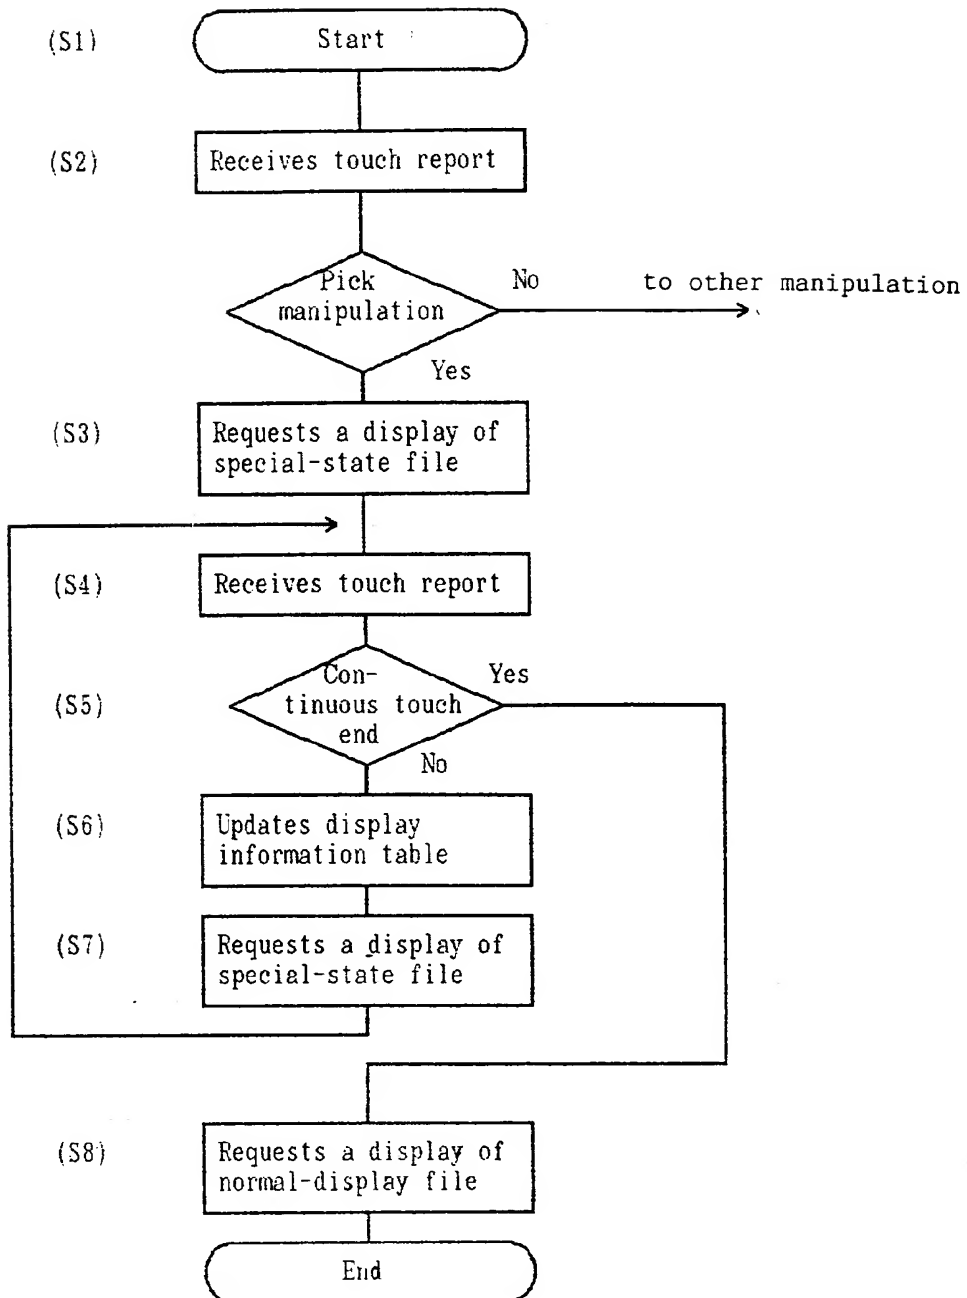 (S1)
Start
(S2)
Receives touch report
Pick
manipulation
No
to other manipulation
Yes
(S3)
Requests a display of
special-state file
(S4)
Receives touch report
(S5)
Con-
tinuous touch
end
Yes
No
(S6)
Updates display
information table
(S7)
Requests a display of
special-state file
(S8)
Requests a display of
normal-display file
End